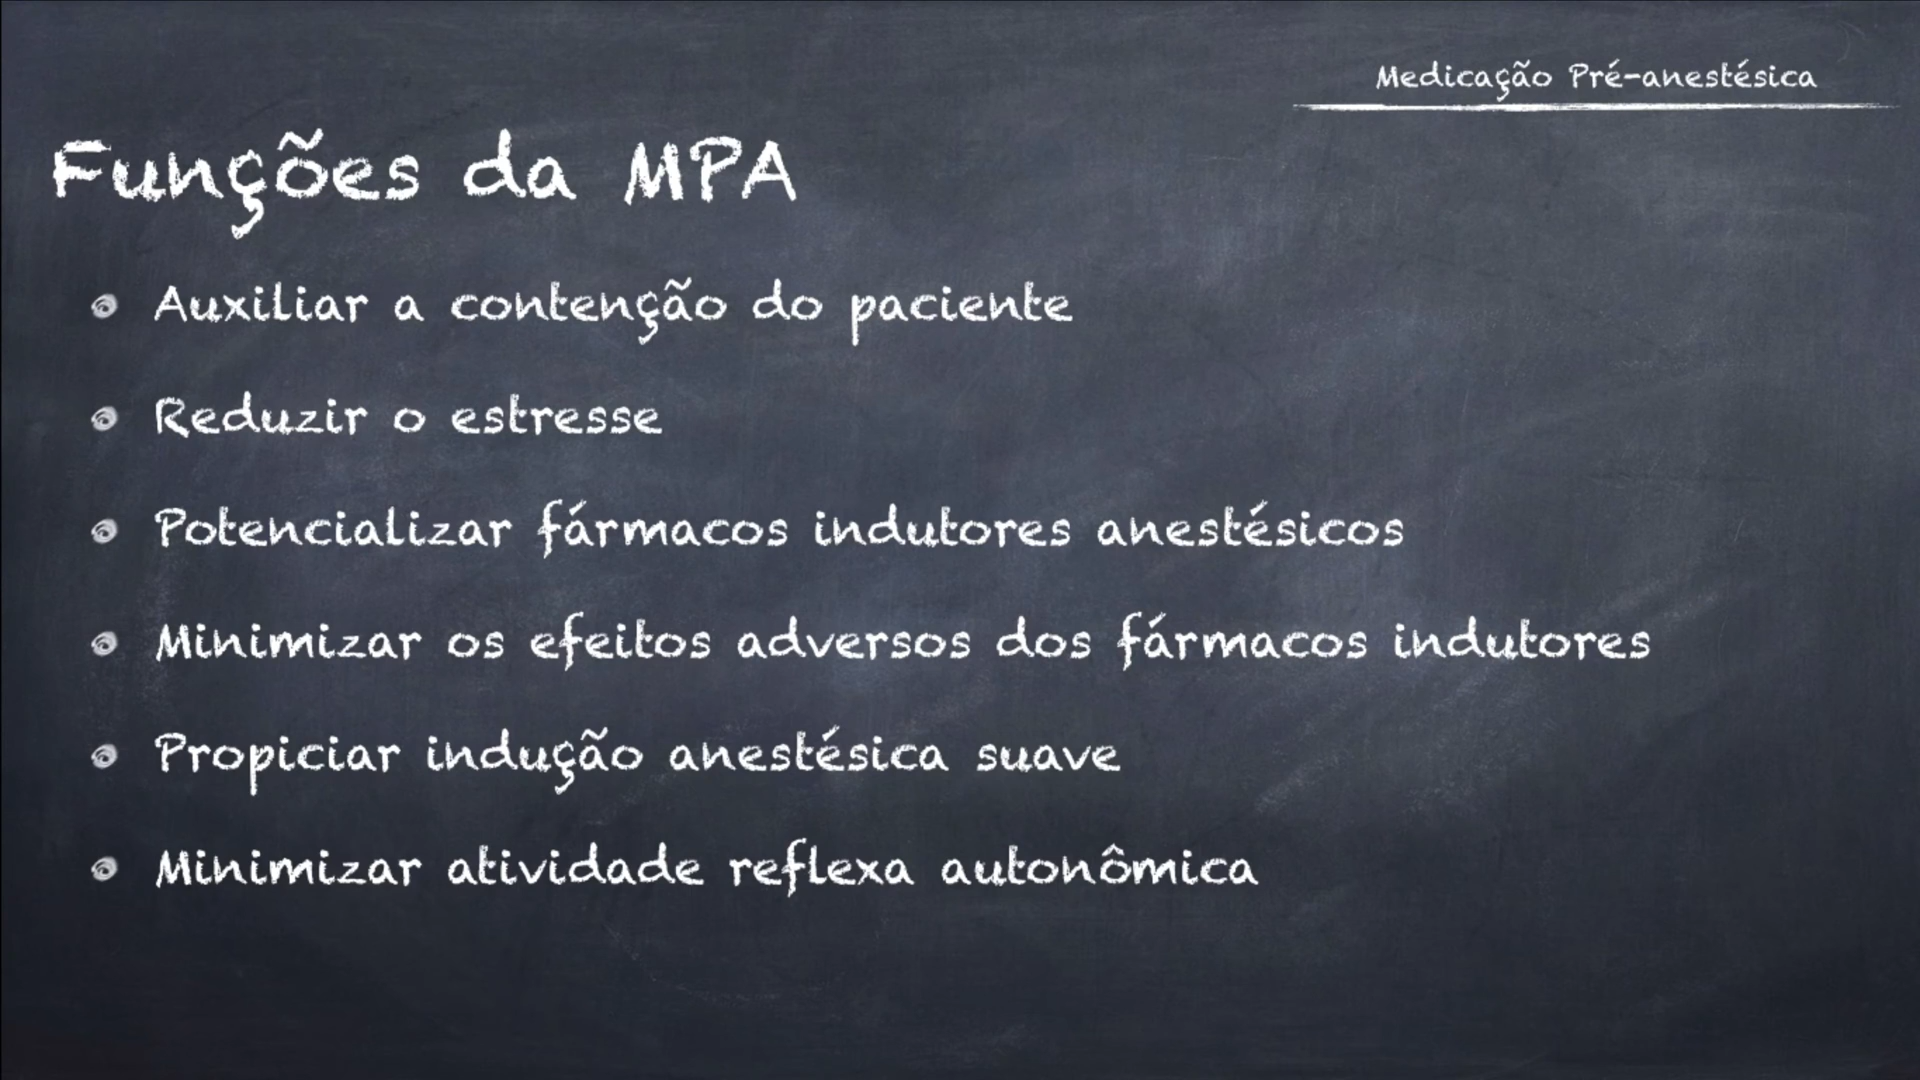 Medicação Pré-anestésica
Funções da MPA
Auxiliar a contenção do paciente
Reduzir o estresse
Potencializar fármacos indutores anestésicos
Minimizar os efeitos adversos dos fármacos indutores
Propiciar indução anestésica suave
Minimizar atividade reflexa autonômica